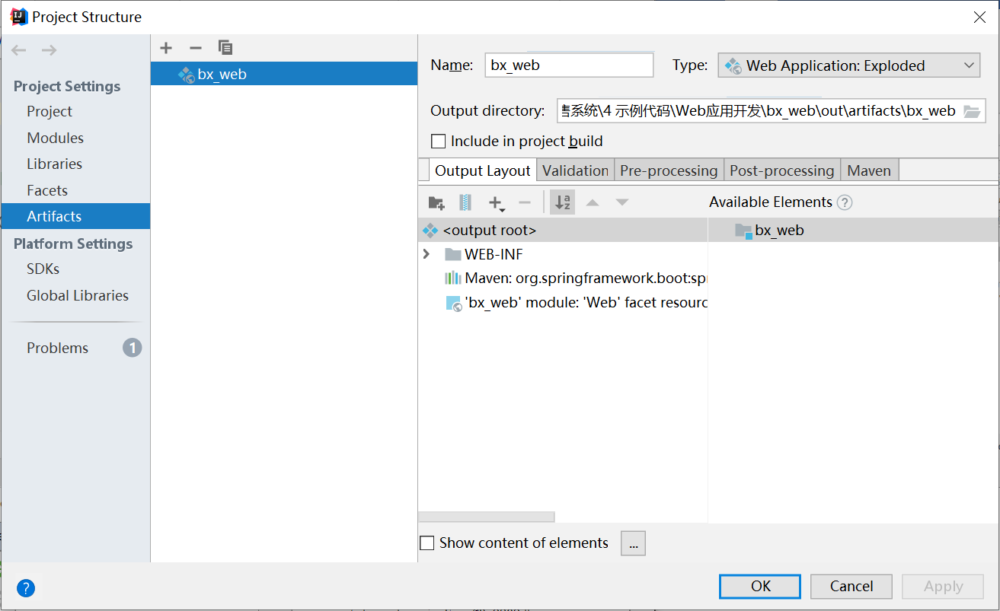 Project Structure
Project Settings
Project
Modules
Libraries
Facets
Artifacts
Platform Settings
SDKs
Global Libraries
Problems
1
bx_web
Name:
bx_web
Type:
Web Application: Exploded
Output directory:
系统\4 示例代码\Web应用开发\bx_web\out\artifacts\bx_web
Include in project build
Output Layout
Validation
Pre-processing
Post-processing
Maven
Available Elements
?
<output root>
bx_web
WEB-INF
Maven: org.springframework.boot:spr
'bx_web' module: 'Web' facet resourc
Show content of elements
...
?
OK
Cancel
Apply